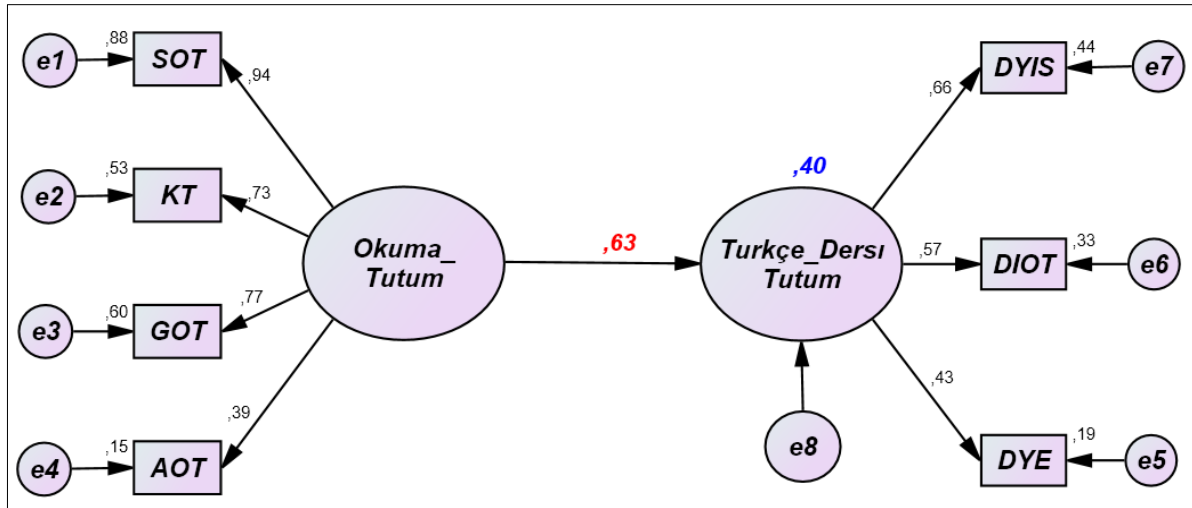 e1
,88
SOT
,94
e2
,53
KT
,73
e3
,60
GOT
,77
e4
,15
AOT
,39
Okuma_
Tutum
,63
,40
Turkçe_Dersı
Tutum
e8
,66
DYIS
,44
e7
,57
DIOT
,33
e6
,43
DYE
,19
e5